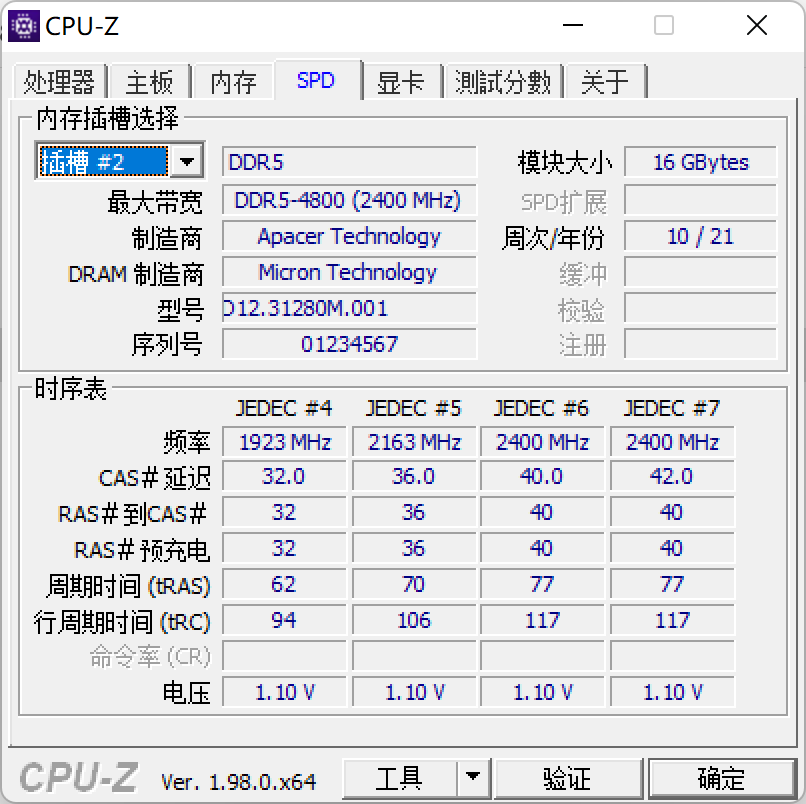 CPU-Z
处理器 主板 内存 SPD 显卡 測試分數 关于
内存插槽选择
插槽 #2 DDR5 模块大小 16 GBytes
最大带宽 DDR5-4800 (2400 MHz) SPD扩展
制造商 Apacer Technology 周次/年份 10 / 21
DRAM 制造商 Micron Technology 缓冲
型号 D12.31280M.001 校验
序列号 01234567 注册
时序表
JEDEC #4 JEDEC #5 JEDEC #6 JEDEC #7
频率 1923 MHz 2163 MHz 2400 MHz 2400 MHz
CAS# 延迟 32.0 36.0 40.0 42.0
RAS# 到CAS# 32 36 40 40
RAS# 预充电 32 36 40 40
周期时间 (tRAS) 62 70 77 77
行周期时间 (tRC) 94 106 117 117
命令率 (CR)
电压 1.10 V 1.10 V 1.10 V 1.10 V
CPU-Z Ver. 1.98.0.x64 工具 验证 确定